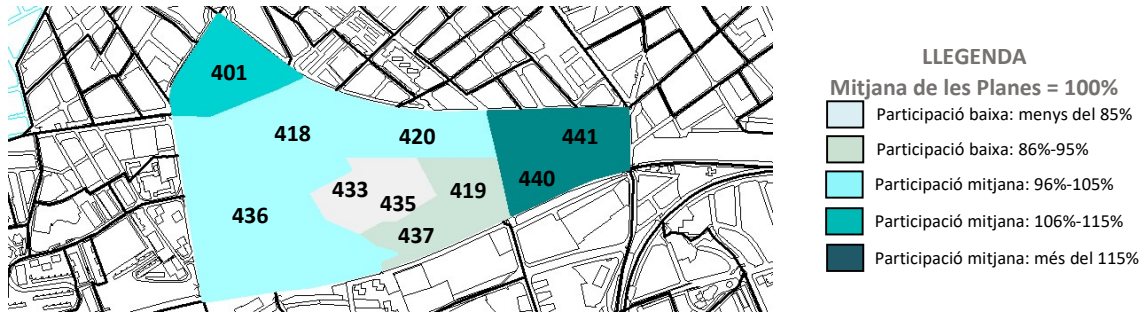 401
418
420
441
433
435
419
440
436
437
LLEGENDA
Mitjana de les Planes = 100%
Participació baixa: menys del 85%
Participació baixa: 86%-95%
Participació mitjana: 96%-105%
Participació mitjana: 106%-115%
Participació mitjana: més del 115%